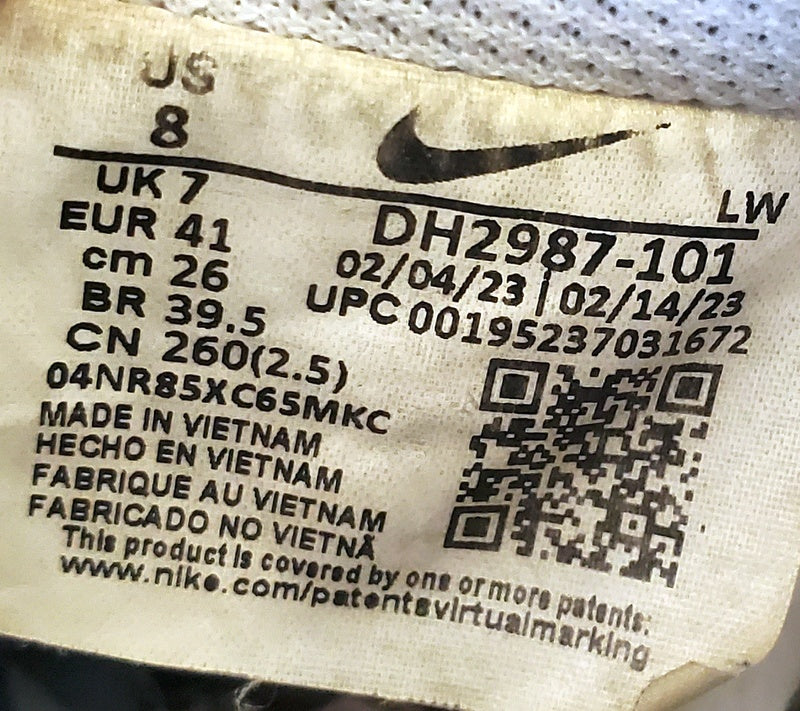 US
8
LW
UK 7
EUR 41
cm 26
BR 39.5
CN 260(2.5)
04NR85XC65MKC
DH2987-101
02/04/23 | 02/14/23
UPC 00195237031672
MADE IN VIETNAM
HECHO EN VIETNAM
FABRIQUE AU VIETNAM
FABRICADO NO VIETNÃ
This product is covered by one or more patents:
www.nike.com/patentsvirtualmarking